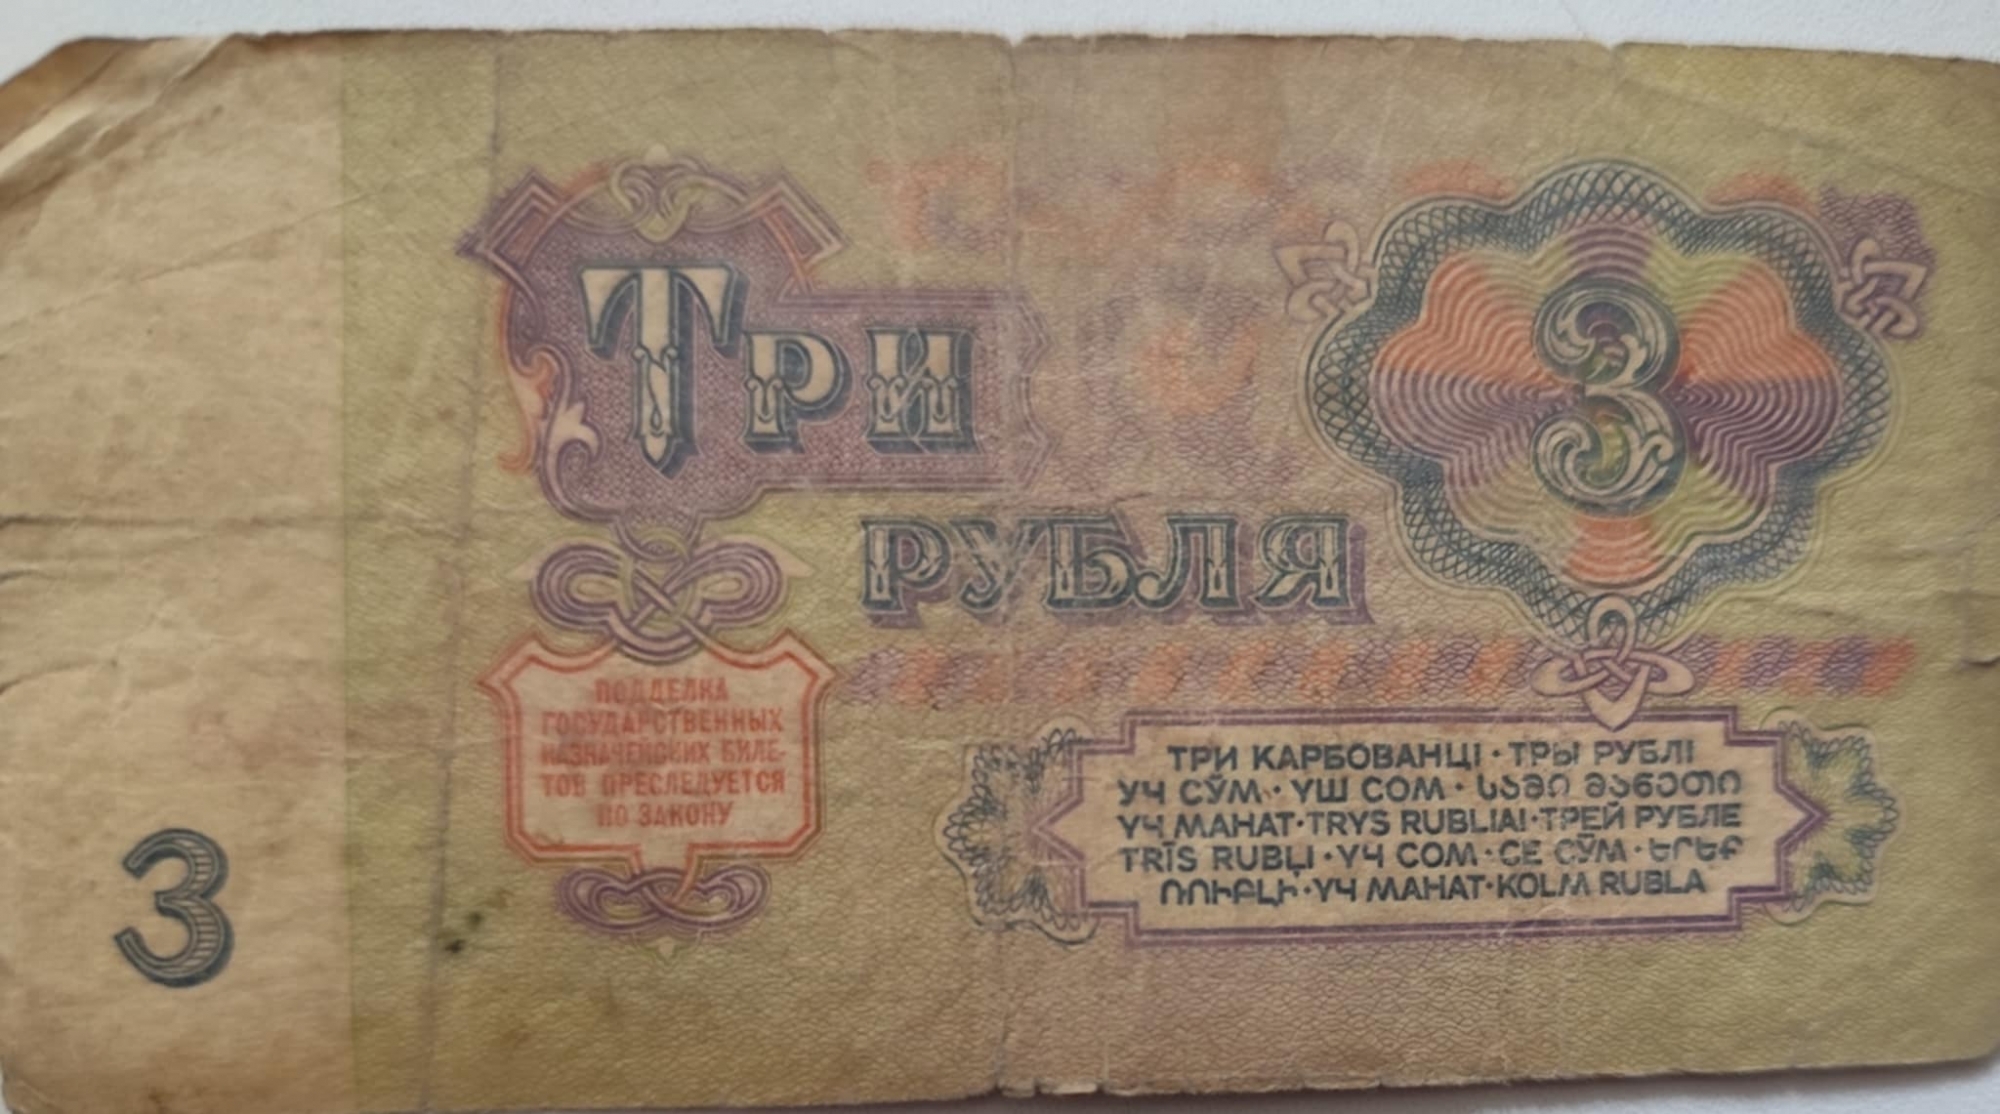 Три
3
РУБЛЯ
ПОДДЕЛКА
ГОСУДАРСТВЕННЫХ
КАЗНАЧЕЙСКИХ БИЛЕ-
ТОВ ПРЕСЛЕДУЕТСЯ
ПО ЗАКОНУ
ТРИ КАРБОВАНЦІ · ТРЫ РУБЛІ
УЧ СЎМ · ҮШ СОМ · ᲡᲐᲛᲘ ᲛᲐᲜᲔᲗᲘ
ҮЧ МАНАТ · TRYS RUBLIAI · ТРЕЙ РУБЛЕ
TRĪS RUBĻI · ҮЧ СОМ · СЕ СӮМ · ԵՐԵՔ
ՌՈՒԲԼԻ · ҮЧ МАНАТ · KOLM RUBLA
3